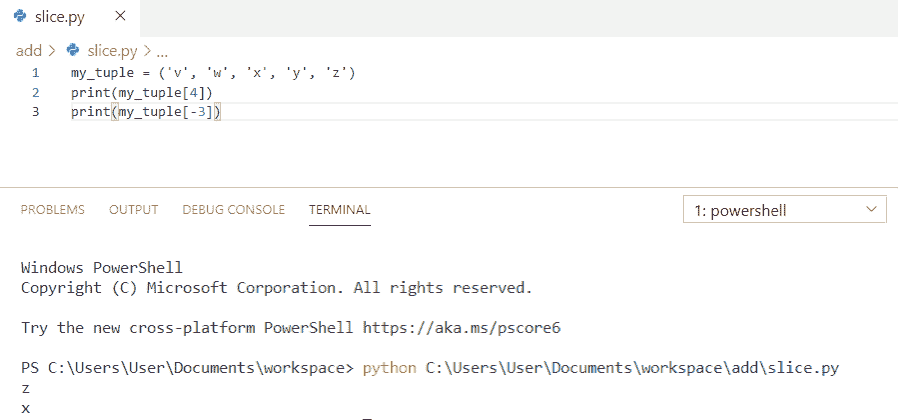 slice.py ×
add > slice.py > ...
1 my_tuple = ('v', 'w', 'x', 'y', 'z')
2 print(my_tuple[4])
3 print(my_tuple[-3])
PROBLEMS OUTPUT DEBUG CONSOLE TERMINAL 1: powershell
Windows PowerShell
Copyright (C) Microsoft Corporation. All rights reserved.
Try the new cross-platform PowerShell https://aka.ms/pscore6
PS C:\Users\User\Documents\workspace> python C:\Users\User\Documents\workspace\add\slice.py
z
x